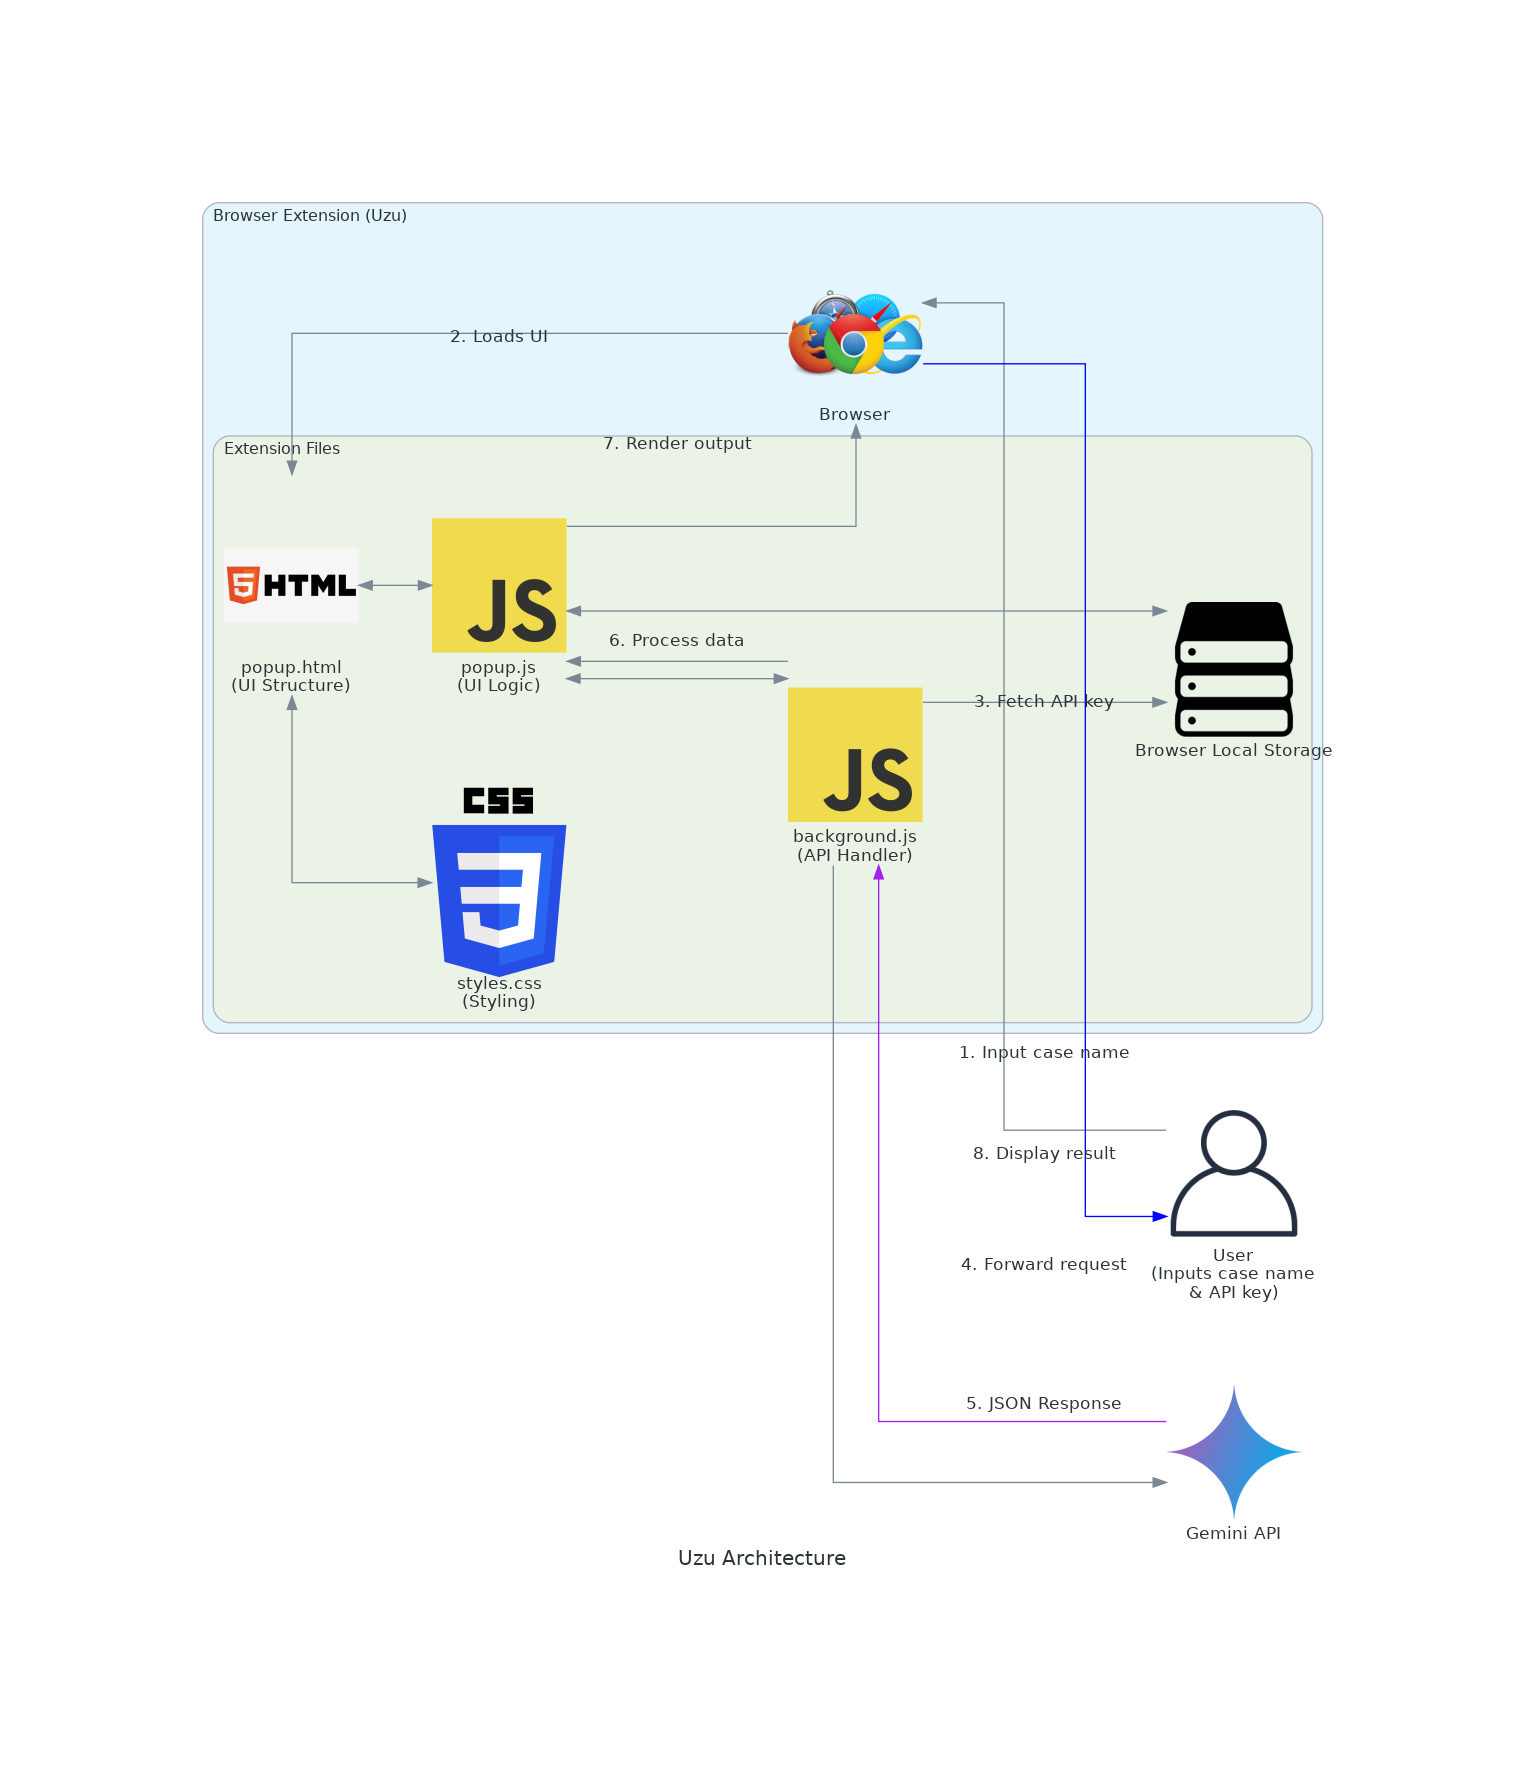 Browser Extension (Uzu)
2. Loads UI
Browser
7. Render output
Extension Files
HTML
JS
6. Process data
popup.html
(UI Structure)
popup.js
(UI Logic)
3. Fetch API key
JS
Browser Local Storage
CSS
background.js
(API Handler)
styles.css
(Styling)
1. Input case name
8. Display result
User
(Inputs case name
& API key)
4. Forward request
5. JSON Response
Gemini API
Uzu Architecture